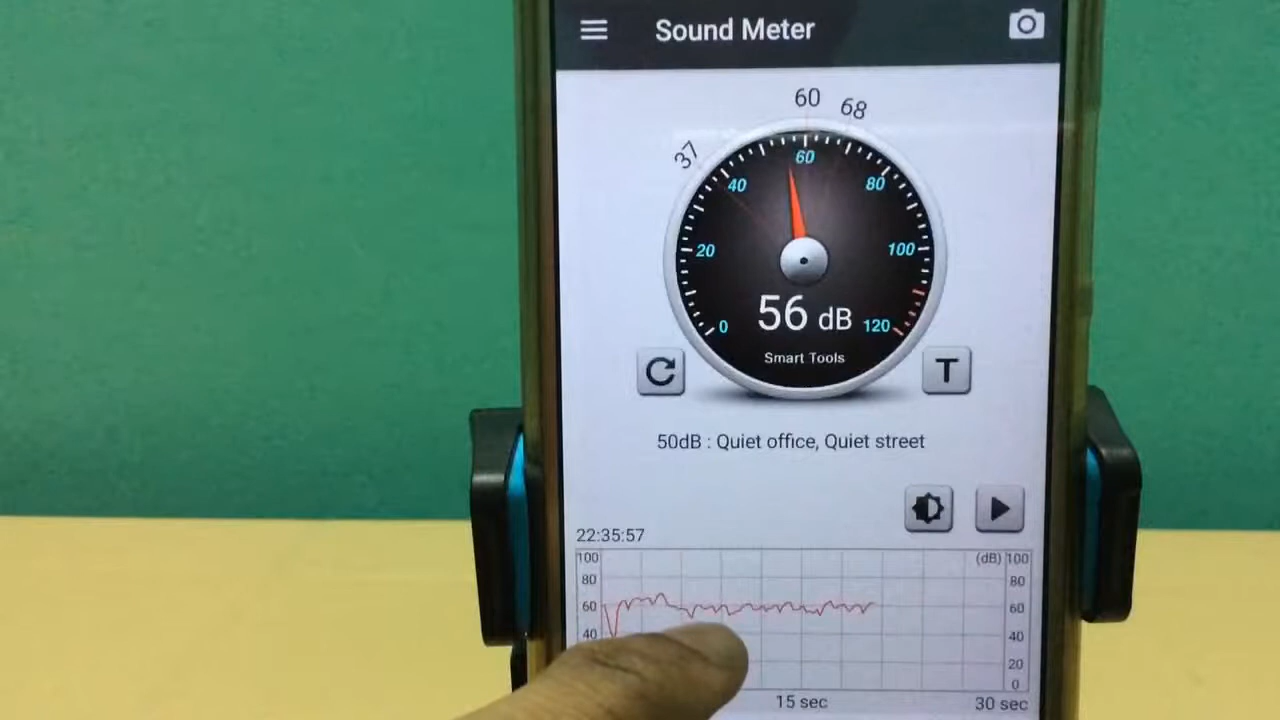 Sound Meter
37 60 68
0 20 40 60 80 100 120
56 dB
Smart Tools
T
50dB : Quiet office, Quiet street
22:35:57
100 (dB) 100
80 80
60 60
40 40
20
0
15 sec 30 sec